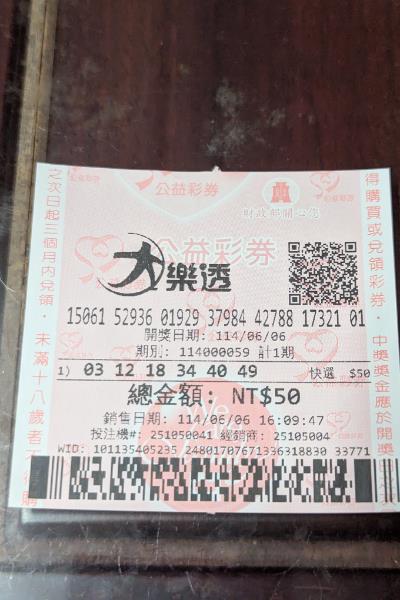 公益彩券
財政部關心您
公益彩券
大樂透
15061 52936 01929 37984 42788 17321 01
開獎日期: 114/06/06
期別: 114000059 計1期
1) 03 12 18 34 40 49 快選 $50
總金額: NT$50
銷售日期: 114/06/06 16:09:47
投注機#: 251050041 經銷商: 25105004
WID: 101135405235 24801707671336318830 33771
之次日起三個月內兌領。未滿十八歲者不得購
得購買或兌領彩券。中獎獎金應於開獎